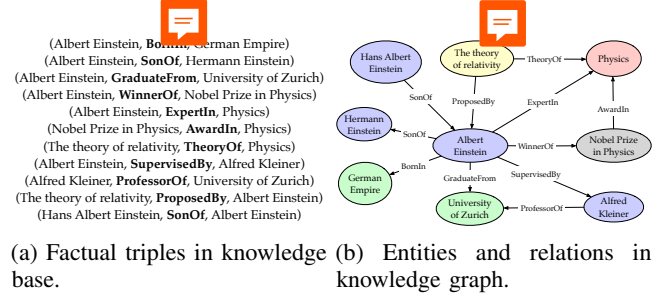 (Albert Einstein, BornIn, German Empire)
(Albert Einstein, SonOf, Hermann Einstein)
(Albert Einstein, GraduateFrom, University of Zurich)
(Albert Einstein, WinnerOf, Nobel Prize in Physics)
(Albert Einstein, ExpertIn, Physics)
(Nobel Prize in Physics, AwardIn, Physics)
(The theory of relativity, TheoryOf, Physics)
(Albert Einstein, SupervisedBy, Alfred Kleiner)
(Alfred Kleiner, ProfessorOf, University of Zurich)
(The theory of relativity, ProposedBy, Albert Einstein)
(Hans Albert Einstein, SonOf, Albert Einstein)
(a) Factual triples in knowledge
base.
Hans Albert
Einstein
The theory
of relativity
TheoryOf
Physics
SonOf
ProposedBy
ExpertIn
AwardIn
Hermann
Einstein
SonOf
Albert
Einstein
WinnerOf
Nobel Prize
in Physics
BornIn
German
Empire
GraduateFrom
SupervisedBy
University
of Zurich
ProfessorOf
Alfred
Kleiner
(b) Entities and relations in
knowledge graph.